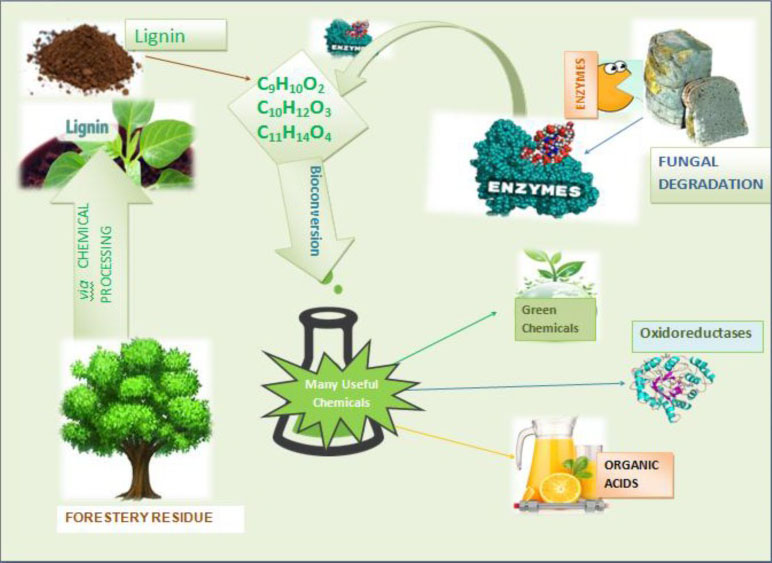 Lignin
ENZYMES
C₉H₁₀O₂
C₁₀H₁₂O₃
C₁₁H₁₄O₄
ENZYMES
Lignin
ENZYMES
FUNGAL
DEGRADATION
Bioconversion
via CHEMICAL
PROCESSING
Green
Chemicals
Oxidoreductases
Many Useful
Chemicals
ORGANIC
ACIDS
FORESTERY RESIDUE